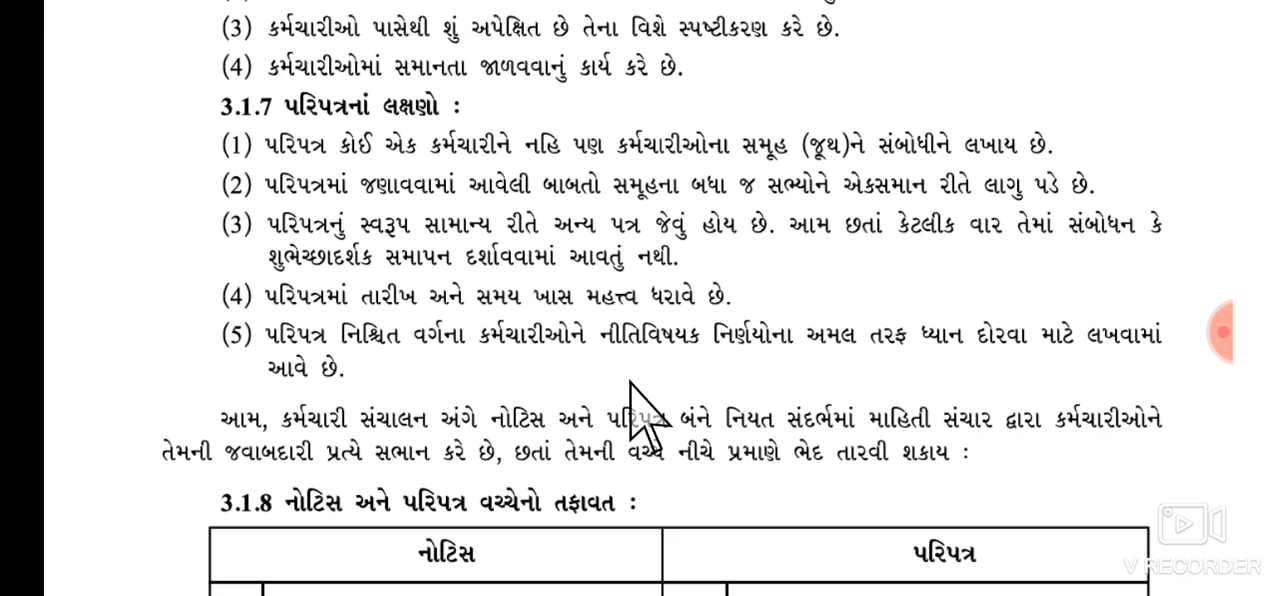 (3) કર્મચારીઓ પાસેથી શું અપેક્ષિત છે તેના વિશે સ્પષ્ટીકરણ કરે છે.
(4) કર્મચારીઓમાં સમાનતા જાળવવાનું કાર્ય કરે છે.
3.1.7 પરિપત્રનાં લક્ષણો :
(1) પરિપત્ર કોઈ એક કર્મચારીને નહિ પણ કર્મચારીઓના સમૂહ (જૂથ)ને સંબોધીને લખાય છે.
(2) પરિપત્રમાં જણાવવામાં આવેલી બાબતો સમૂહના બધા જ સભ્યોને એકસમાન રીતે લાગુ પડે છે.
(3) પરિપત્રનું સ્વરૂપ સામાન્ય રીતે અન્ય પત્ર જેવું હોય છે. આમ છતાં કેટલીક વાર તેમાં સંબોધન કે
શુભેચ્છાદર્શક સમાપન દર્શાવવામાં આવતું નથી.
(4) પરિપત્રમાં તારીખ અને સમય ખાસ મહત્ત્વ ધરાવે છે.
(5) પરિપત્ર નિશ્ચિત વર્ગના કર્મચારીઓને નીતિવિષયક નિર્ણયોના અમલ તરફ ધ્યાન દોરવા માટે લખવામાં
આવે છે.
આમ, કર્મચારી સંચાલન અંગે નોટિસ અને પરિપત્ર બંને નિયત સંદર્ભમાં માહિતી સંચાર દ્વારા કર્મચારીઓને
તેમની જવાબદારી પ્રત્યે સભાન કરે છે, છતાં તેમની વચ્ચે નીચે પ્રમાણે ભેદ તારવી શકાય :
3.1.8 નોટિસ અને પરિપત્ર વચ્ચેનો તફાવત :
નોટિસ પરિપત્ર
V RECORDER